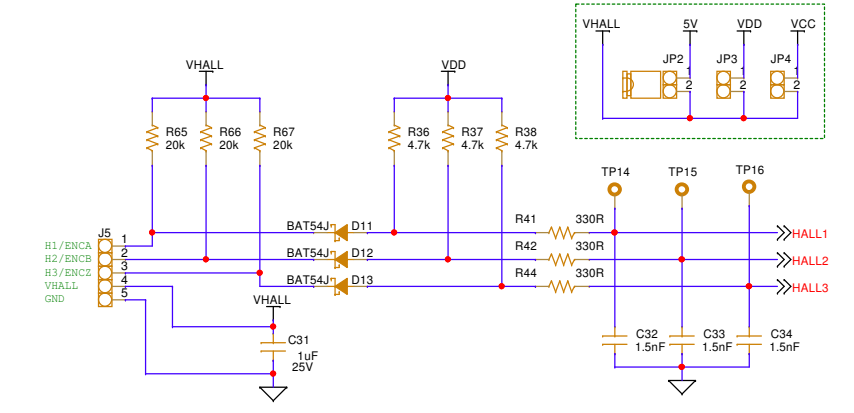 VHALL 5V VDD VCC
JP2 JP3 JP4
1 1 1
2 2 2
VHALL VDD
R65 R66 R67 R36 R37 R38
20k 20k 20k 4.7k 4.7k 4.7k
TP14 TP15 TP16
J5
BAT54J D11 R41 330R HALL1
H1/ENCA 1
BAT54J D12 R42 330R HALL2
H2/ENCB 2
H3/ENCZ 3
BAT54J D13 R44 330R HALL3
VHALL 4
GND 5
VHALL
C31
1uF
25V
C32 C33 C34
1.5nF 1.5nF 1.5nF